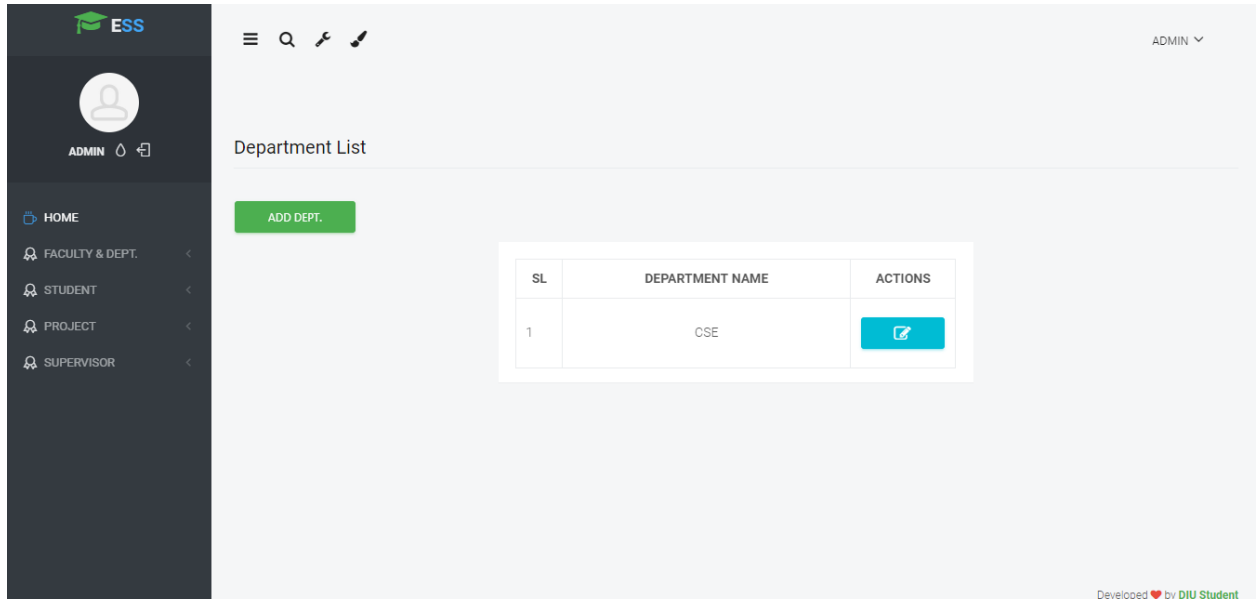 ESS
ADMIN
ADMIN
HOME
FACULTY & DEPT.
STUDENT
PROJECT
SUPERVISOR
Department List
ADD DEPT.
SL DEPARTMENT NAME ACTIONS
1 CSE
Developed by DIU Student